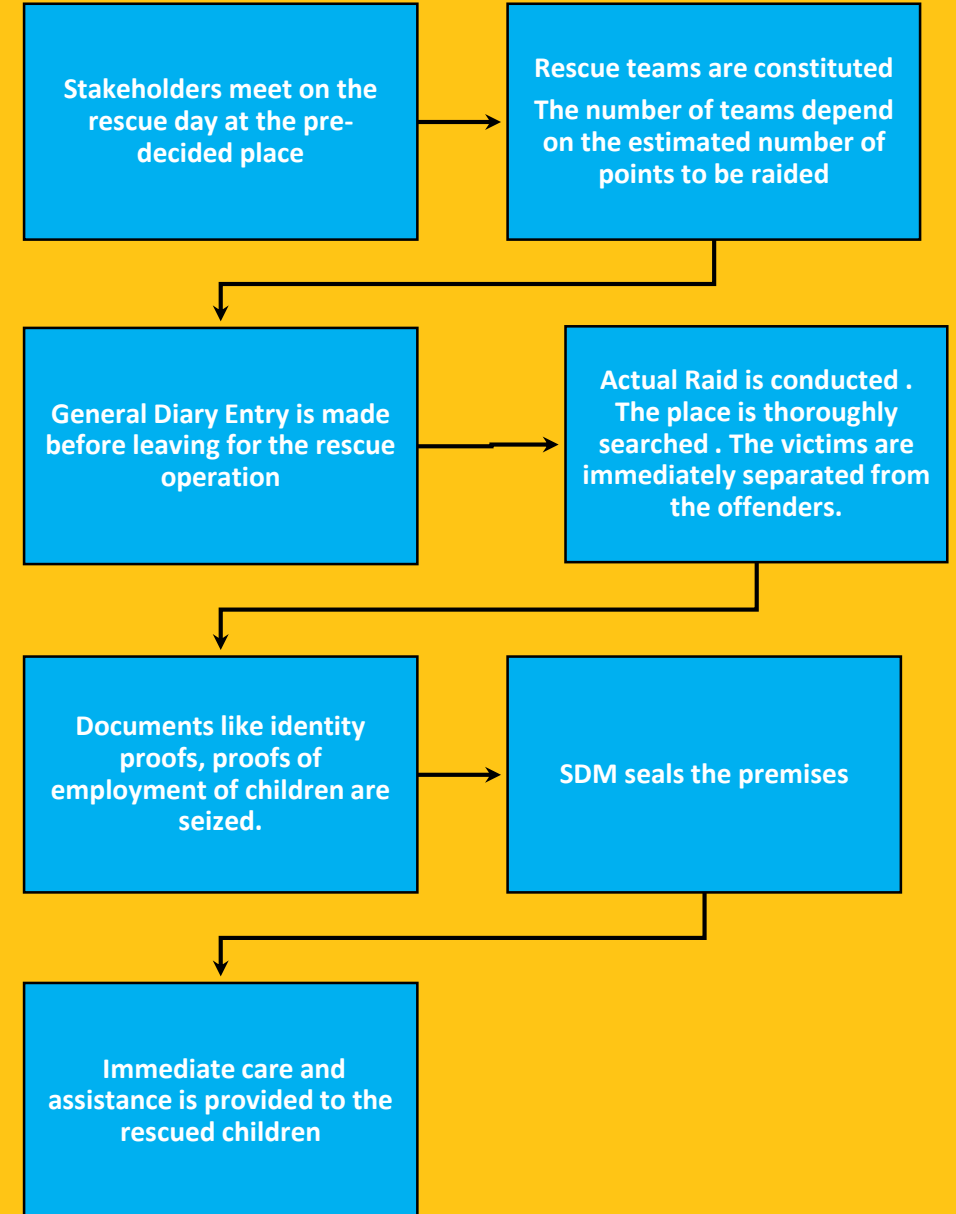 Stakeholders meet on the
rescue day at the pre-
decided place
Rescue teams are constituted
The number of teams depend
on the estimated number of
points to be raided
General Diary Entry is made
before leaving for the rescue
operation
Actual Raid is conducted .
The place is thoroughly
searched . The victims are
immediately separated from
the offenders.
Documents like identity
proofs, proofs of
employment of children are
seized.
SDM seals the premises
Immediate care and
assistance is provided to the
rescued children